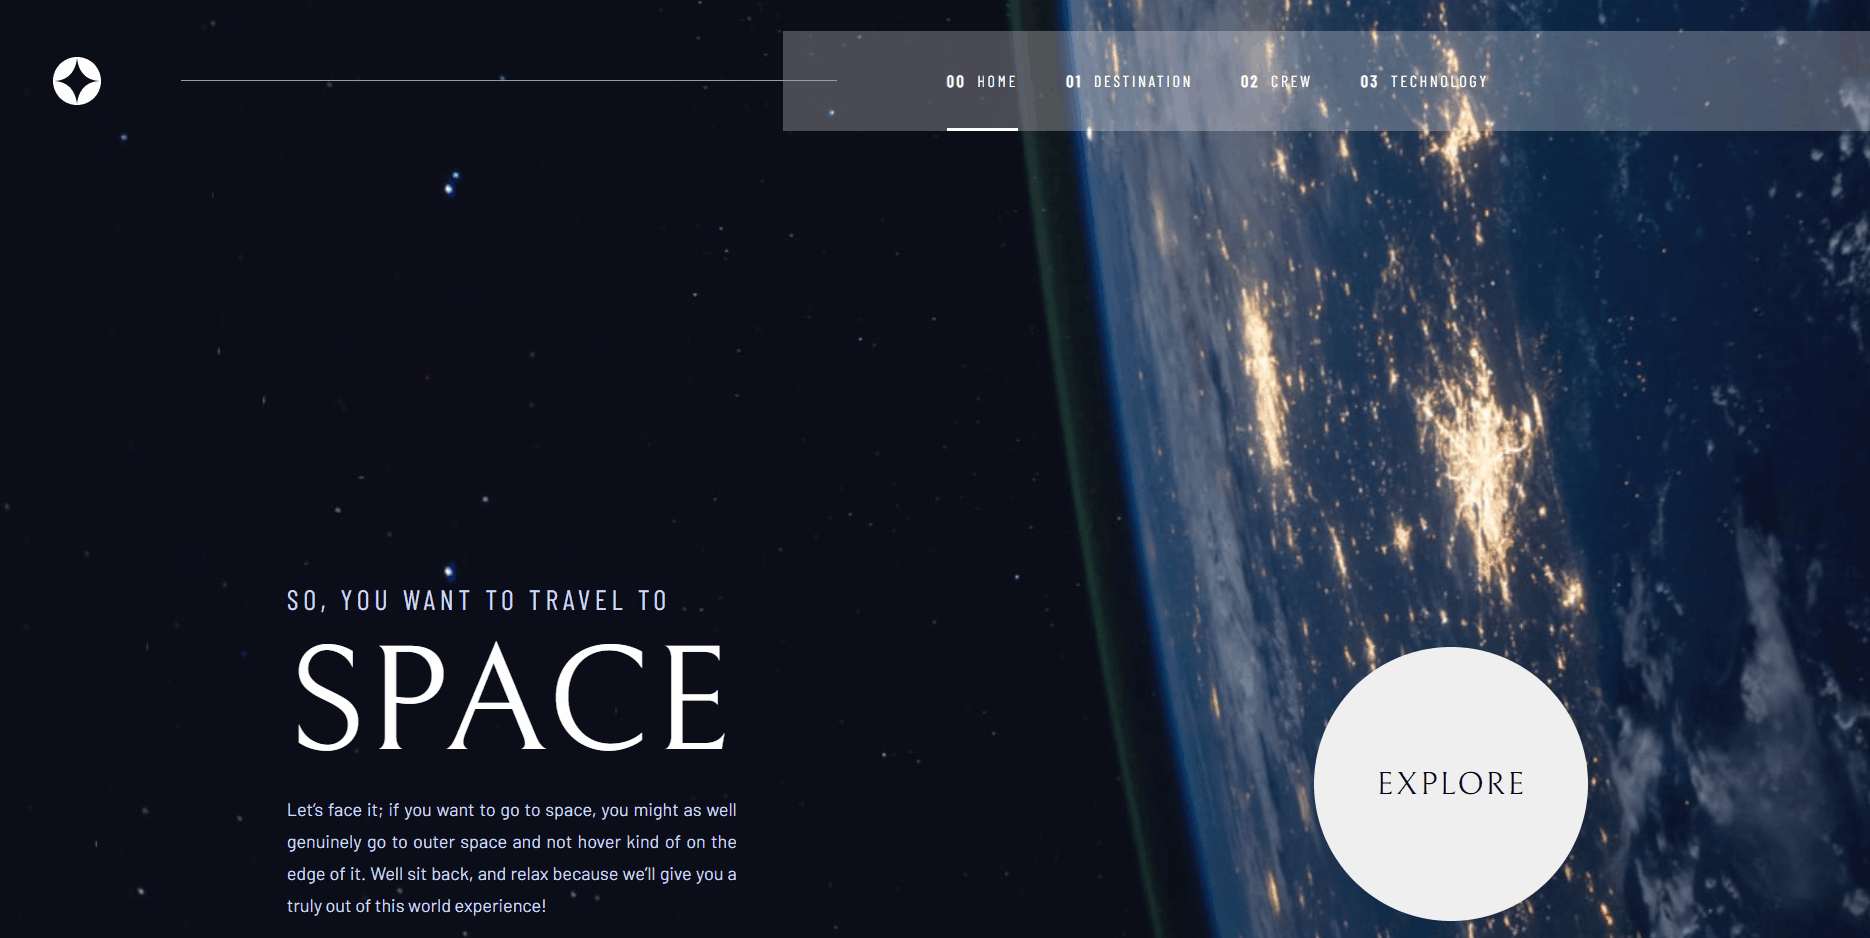 00 HOME 01 DESTINATION 02 CREW 03 TECHNOLOGY
SO, YOU WANT TO TRAVEL TO
SPACE
Let's face it; if you want to go to space, you might as well
genuinely go to outer space and not hover kind of on the
edge of it. Well sit back, and relax because we'll give you a
truly out of this world experience!
EXPLORE